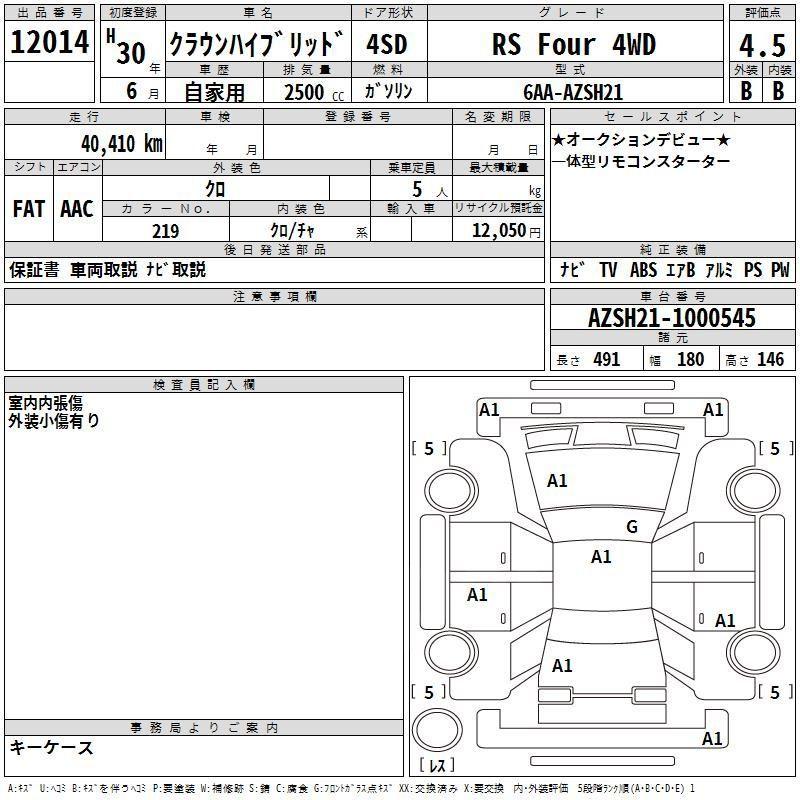 出品番号 初度登録 車名 ドア形状 グレード 評価点
12014 H30年 クラウンハイブリッド 4SD RS Four 4WD 4.5
車歴 排気量 燃料 型式 外装 内装
6月 自家用 2500 CC ガソリン 6AA-AZSH21 B B
走行 車検 登録番号 名変期限 セールスポイント
40,410 km 年 月 月 日 ★オークションデビュー★
一体型リモコンスターター
シフト エアコン 外装色 乗車定員 最大積載量
FAT AAC クロ 5人 kg
カラーNo. 内装色 輸入車 リサイクル預託金
219 クロ/チャ 系 12,050円
後日発送部品 純正装備
保証書 車両取説 ナビ取説 ナビ TV ABS エアB アルミ PS PW
注意事項欄 車台番号
AZSH21-1000545
諸元
長さ 491 幅 180 高さ 146
検査員記入欄
室内内張傷
外装小傷有り
A1 A1
[5] [5]
A1
G
A1
A1
A1
A1
[5] [5]
A1
[レス]
事務局よりご案内
キーケース
A:キズ U:ヘコミ B:キズを伴うヘコミ P:要塗装 W:補修跡 S:錆 C:腐食 G:フロントガラス点キズ XX:交換済み X:要交換 内・外装評価 5段階ランク順(A・B・C・D・E) 1